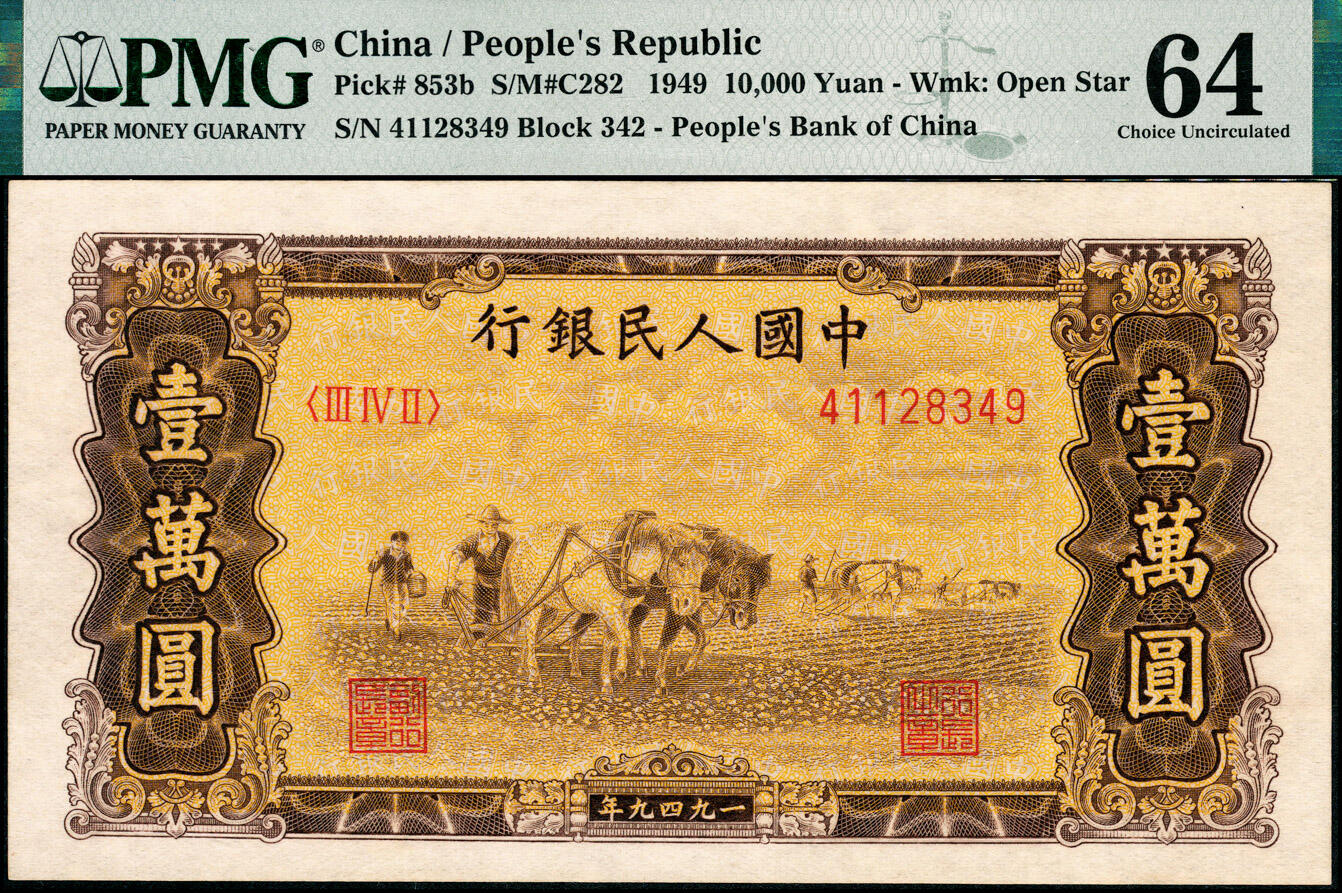 PMG®
PAPER MONEY GUARANTY
China / People's Republic
Pick# 853b S/M#C282 1949 10,000 Yuan - Wmk: Open Star
S/N 41128349 Block 342 - People's Bank of China
64
Choice Uncirculated
行銀民人國中
〈III IV II〉
41128349
壹萬圓
壹萬圓
年九四九一